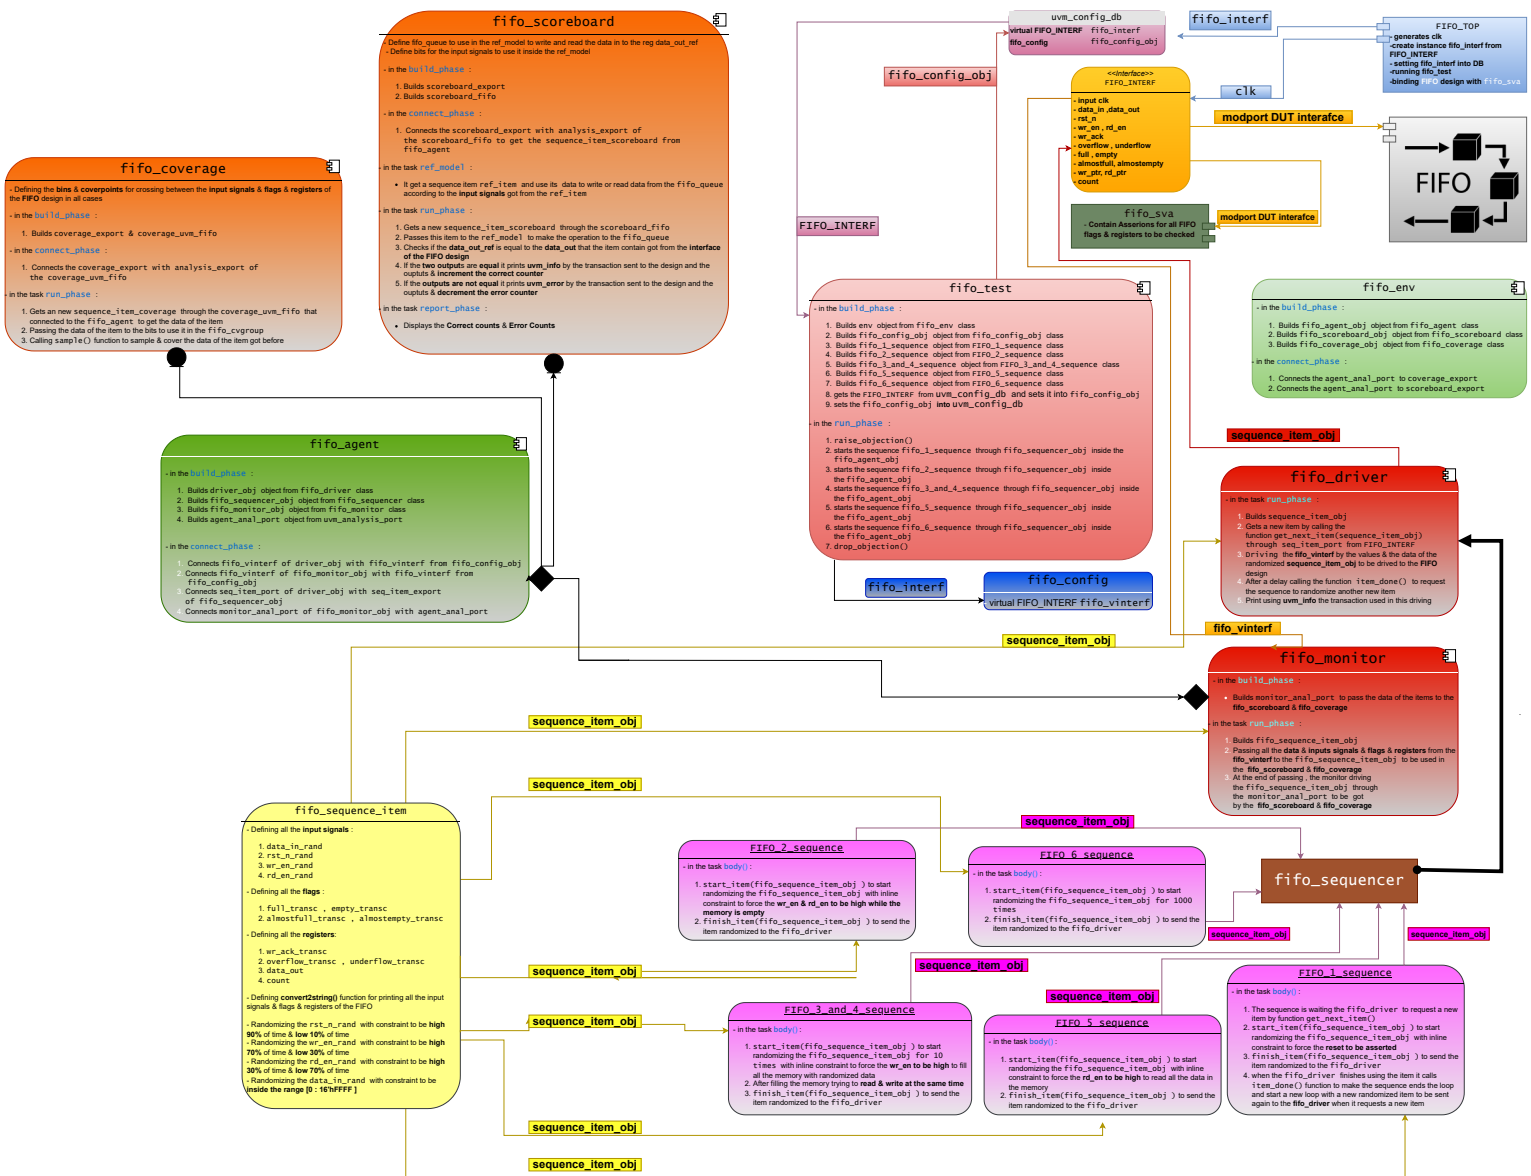 fifo_scoreboard
- Define fifo_queue to use in the ref_model to write and read the data in to the reg data_out_ref
- Define bits for the input signals to use it inside the ref_model
- in the build_phase :
1. Builds scoreboard_export
2. Builds scoreboard_fifo
- in the connect_phase :
1. Connects the scoreboard_export with analysis_export of
the scoreboard_fifo to get the sequence_item_scoreboard from
fifo_agent
- in the task ref_model :
• It get a sequence item ref_item and use its data to write or read data from the fifo_queue
according to the input signals got from the ref_item
- in the task run_phase :
1. Gets a new sequence_item_scoreboard through the scoreboard_fifo
2. Passes this item to the ref_model to make the operation to the fifo_queue
3. Checks if the data_out_ref is equal to the data_out that the item contain got from the interface
of the FIFO design
4. If the two outputs are equal it prints uvm_info by the transaction sent to the design and the
ouptuts & increment the correct counter
5. If the outputs are not equal it prints uvm_error by the transaction sent to the design and the
ouptuts & decrement the error counter
- in the task report_phase :
• Displays the Correct counts & Error Counts
fifo_coverage
- Defining the bins & coverpoints for crossing between the input signals & flags & registers of
the FIFO design in all cases
- in the build_phase :
1. Builds coverage_export & coverage_uvm_fifo
- in the connect_phase :
1. Connects the coverage_export with analysis_export of
the coverage_uvm_fifo
- in the task run_phase :
1. Gets an new sequence_item_coverage through the coverage_uvm_fifo that
connected to the fifo_agent to get the data of the item
2. Passing the data of the item to the bits to use it in the fifo_cvgroup
3. Calling sample() function to sample & cover the data of the item got before
uvm_config_db
virtual FIFO_INTERF fifo_interf
fifo_config fifo_config_obj
fifo_interf
FIFO_TOP
- generates clk
-create instance fifo_interf from
FIFO_INTERF
- setting fifo_interf into DB
-running fifo_test
-binding FIFO design with fifo_sva
fifo_config_obj
<<interface>>
FIFO_INTERF
- input clk
- data_in ,data_out
- rst_n
- wr_en , rd_en
- wr_ack
- overflow , underflow
- full , empty
- almostfull, almostempty
- wr_ptr, rd_ptr
- count
clk
modport DUT interafce
FIFO
fifo_sva
- Contain Asserions for all FIFO
flags & registers to be checked
modport DUT interafce
FIFO_INTERF
fifo_test
- in the build_phase :
1. Builds env object from fifo_env class
2. Builds fifo_config_obj object from fifo_config_obj class
3. Builds fifo_1_sequence object from FIFO_1_sequence class
4. Builds fifo_2_sequence object from FIFO_2_sequence class
5. Builds fifo_3_and_4_sequence object from FIFO_3_and_4_sequence class
6. Builds fifo_5_sequence object from FIFO_5_sequence class
7. Builds fifo_6_sequence object from FIFO_6_sequence class
8. gets the FIFO_INTERF from uvm_config_db and sets it into fifo_config_obj
9. sets the fifo_config_obj into uvm_config_db
- in the run_phase :
1. raise_objection()
2. starts the sequence fifo_1_sequence through fifo_sequencer_obj inside the
fifo_agent_obj
3. starts the sequence fifo_2_sequence through fifo_sequencer_obj inside
the fifo_agent_obj
4. starts the sequence fifo_3_and_4_sequence through fifo_sequencer_obj inside
the fifo_agent_obj
5. starts the sequence fifo_5_sequence through fifo_sequencer_obj inside
the fifo_agent_obj
6. starts the sequence fifo_6_sequence through fifo_sequencer_obj inside
the fifo_agent_obj
7. drop_objection()
fifo_env
- in the build_phase :
1. Builds fifo_agent_obj object from fifo_agent class
2. Builds fifo_scoreboard_obj object from fifo_scoreboard class
3. Builds fifo_coverage_obj object from fifo_coverage class
- in the connect_phase :
1. Connects the agent_anal_port to coverage_export
2. Connects the agent_anal_port to scoreboard_export
fifo_agent
- in the build_phase :
1. Builds driver_obj object from fifo_driver class
2. Builds fifo_sequencer_obj object from fifo_sequencer class
3. Builds fifo_monitor_obj object from fifo_monitor class
4. Builds agent_anal_port object from uvm_analysis_port
- in the connect_phase :
1. Connects fifo_vinterf of driver_obj with fifo_vinterf from fifo_config_obj
2. Connects fifo_vinterf of fifo_monitor_obj with fifo_vinterf from
fifo_config_obj
3. Connects seq_item_port of driver_obj with seq_item_export
of fifo_sequencer_obj
4. Connects monitor_anal_port of fifo_monitor_obj with agent_anal_port
fifo_interf
fifo_config
virtual FIFO_INTERF fifo_vinterf
sequence_item_obj
fifo_driver
- in the task run_phase :
1. Builds sequence_item_obj
2. Gets a new item by calling the
function get_next_item(sequence_item_obj)
through seq_item_port from FIFO_INTERF
3. Driving the fifo_vinterf by the values & the data of the
randomized sequence_item_obj to be drived to the FIFO
design
4. After a delay calling the function item_done() to request
the sequence to randomize another new item
5. Print using uvm_info the transaction used in this driving
fifo_vinterf
sequence_item_obj
fifo_monitor
- in the build_phase :
• Builds monitor_anal_port to pass the data of the items to the
fifo_scoreboard & fifo_coverage
- in the task run_phase :
1. Builds fifo_sequence_item_obj
2. Passing all the data & inputs signals & flags & registers from the
fifo_vinterf to the fifo_sequence_item_obj to be used in
the fifo_scoreboard & fifo_coverage
3. At the end of passing , the monitor driving
the fifo_sequence_item_obj through
the monitor_anal_port to be got
by the fifo_scoreboard & fifo_coverage
sequence_item_obj
sequence_item_obj
fifo_sequence_item
- Defining all the input signals :
1. data_in_rand
2. rst_n_rand
3. wr_en_rand
4. rd_en_rand
- Defining all the flags :
1. full_transc , empty_transc
2. almostfull_transc , almostempty_transc
- Defining all the registers:
1. wr_ack_transc
2. overflow_transc , underflow_transc
3. data_out
4. count
- Defining convert2string() function for printing all the input
signals & flags & registers of the FIFO
- Randomizing the rst_n_rand with constraint to be high
90% of time & low 10% of time
- Randomizing the wr_en_rand with constraint to be high
70% of time & low 30% of time
- Randomizing the rd_en_rand with constraint to be high
30% of time & low 70% of time
- Randomizing the data_in_rand with constraint to be
inside the range [0 : 16'hFFFF ]
sequence_item_obj
FIFO_2_sequence
- in the task body() :
1. start_item(fifo_sequence_item_obj ) to start
randomizing the fifo_sequence_item_obj with inline
constraint to force the wr_en & rd_en to be high while the
memory is empty
2. finish_item(fifo_sequence_item_obj ) to send the
item randomized to the fifo_driver
FIFO_6_sequence
- in the task body() :
1. start_item(fifo_sequence_item_obj ) to start
randomizing the fifo_sequence_item_obj for 1000
times
2. finish_item(fifo_sequence_item_obj ) to send the
item randomized to the fifo_driver
fifo_sequencer
sequence_item_obj
sequence_item_obj
sequence_item_obj
sequence_item_obj
sequence_item_obj
sequence_item_obj
FIFO_3_and_4_sequence
- in the task body() :
1. start_item(fifo_sequence_item_obj ) to start
randomizing the fifo_sequence_item_obj for 10
times with inline constraint to force the wr_en to be high to fill
all the memory with randomized data
2. After filling the memory trying to read & write at the same time
3. finish_item(fifo_sequence_item_obj ) to send the
item randomized to the fifo_driver
FIFO_5_sequence
- in the task body() :
1. start_item(fifo_sequence_item_obj ) to start
randomizing the fifo_sequence_item_obj with inline
constraint to force the rd_en to be high to read all the data in
the memory
2. finish_item(fifo_sequence_item_obj ) to send the
item randomized to the fifo_driver
FIFO_1_sequence
- in the task body() :
1. The sequence is waiting the fifo_driver to request a new
item by function get_next_item()
2. start_item(fifo_sequence_item_obj ) to start
randomizing the fifo_sequence_item_obj with inline
constraint to force the reset to be asserted
3. finish_item(fifo_sequence_item_obj ) to send the
item randomized to the fifo_driver
4. when the fifo_driver finishes using the item it calls
item_done() function to make the sequence ends the loop
and start a new loop with a new randomized item to be sent
again to the fifo_driver when it requests a new item
sequence_item_obj
sequence_item_obj